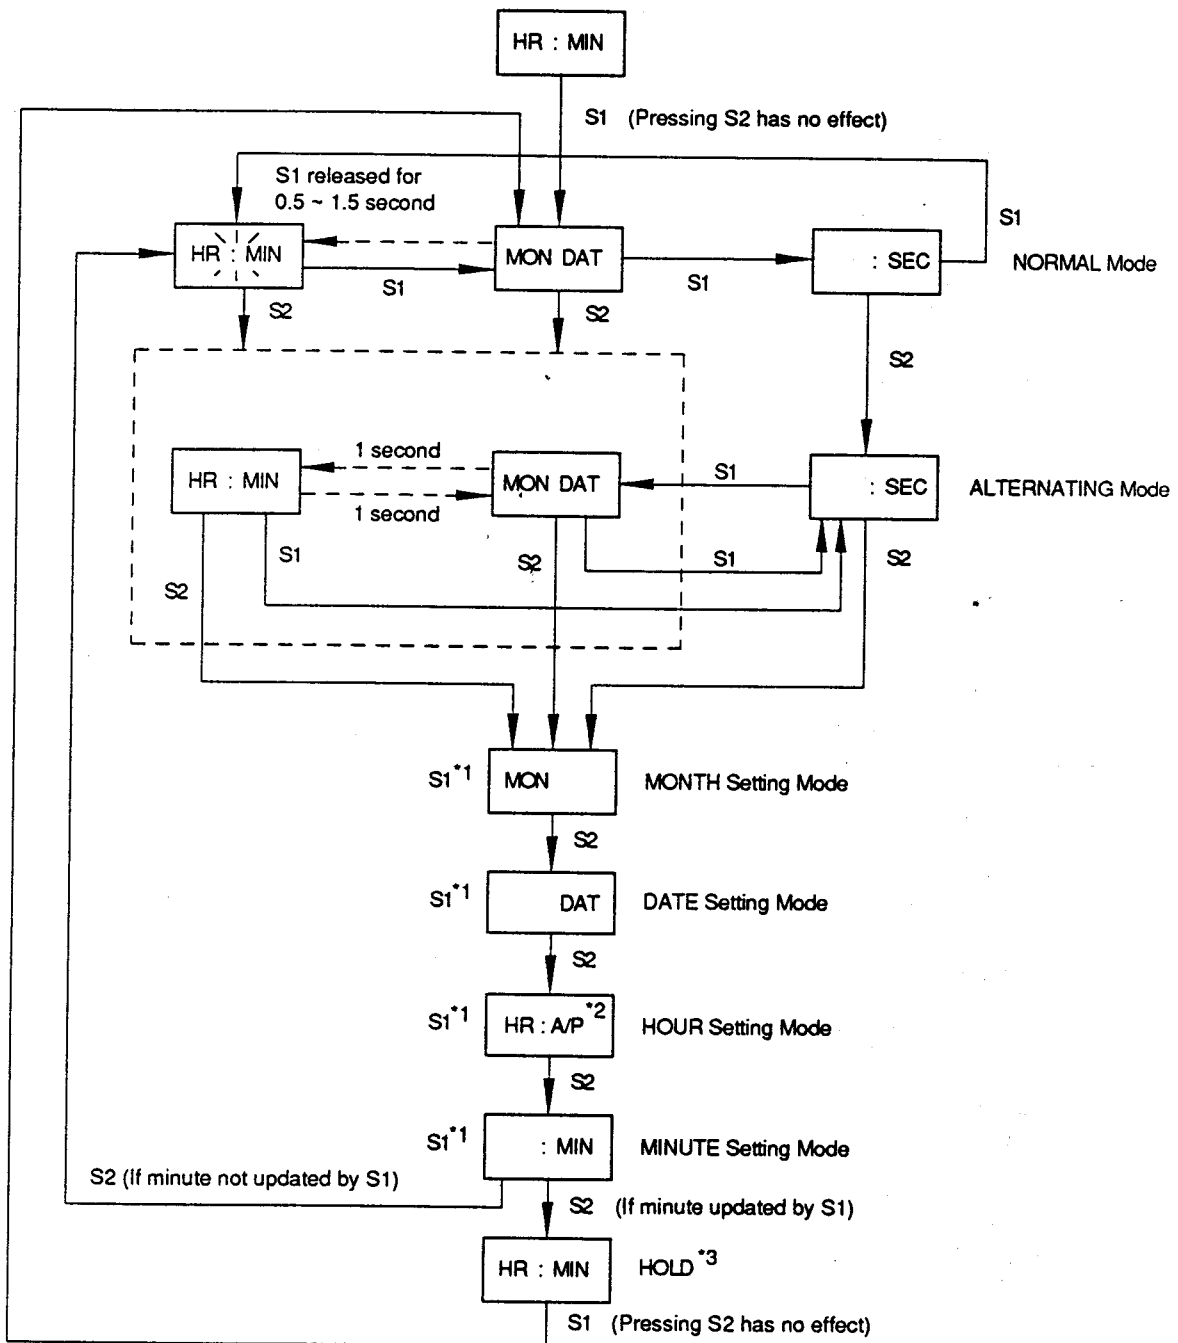 HR : MIN
S1 (Pressing S2 has no effect)
S1 released for
0.5 ~ 1.5 second
S1
HR : MIN
MON DAT
: SEC
NORMAL Mode
S1
S1
S2
S2
S2
1 second
HR : MIN
MON DAT
S1
: SEC
ALTERNATING Mode
1 second
S1
S2
S1
S2
S2
S1*1
MON
MONTH Setting Mode
S2
S1*1
DAT
DATE Setting Mode
S2
S1*1
HR : A/P*2
HOUR Setting Mode
S2
S1*1
: MIN
MINUTE Setting Mode
S2 (If minute not updated by S1)
S2 (If minute updated by S1)
HR : MIN
HOLD*3
S1 (Pressing S2 has no effect)